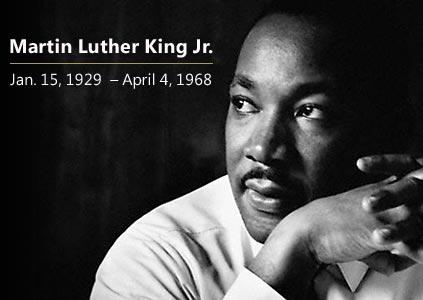 Martin Luther King Jr.
Jan. 15, 1929 – April 4, 1968